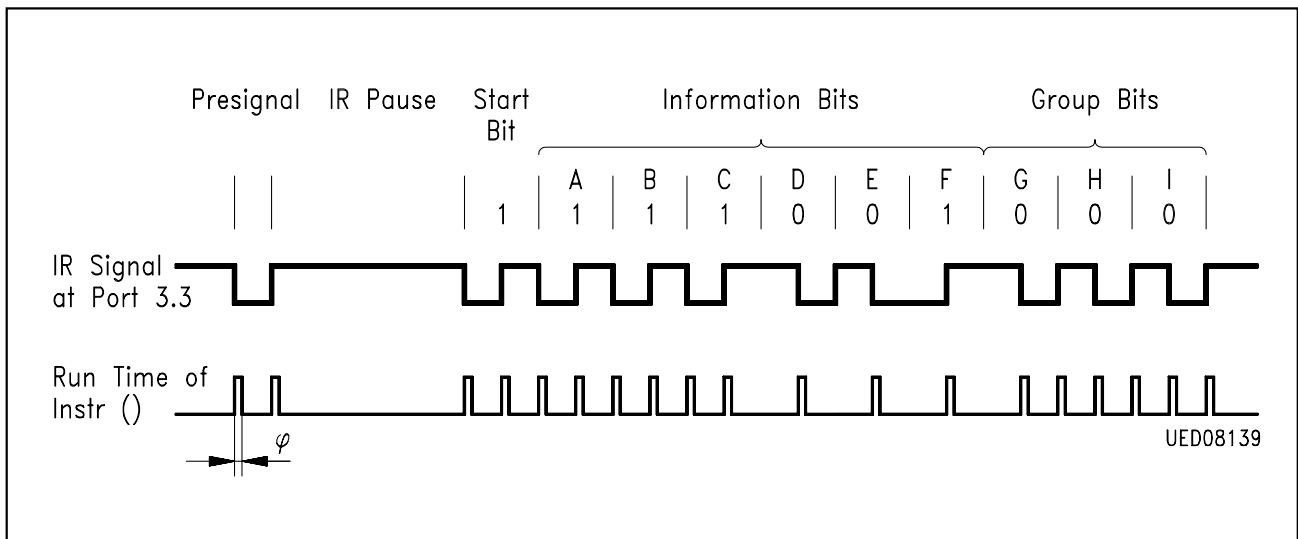 Presignal IR Pause Start Bit Information Bits Group Bits
A B C D E F G H I
1 1 1 1 0 0 1 0 0 0
IR Signal at Port 3.3
Run Time of Instr ()
φ
UED08139